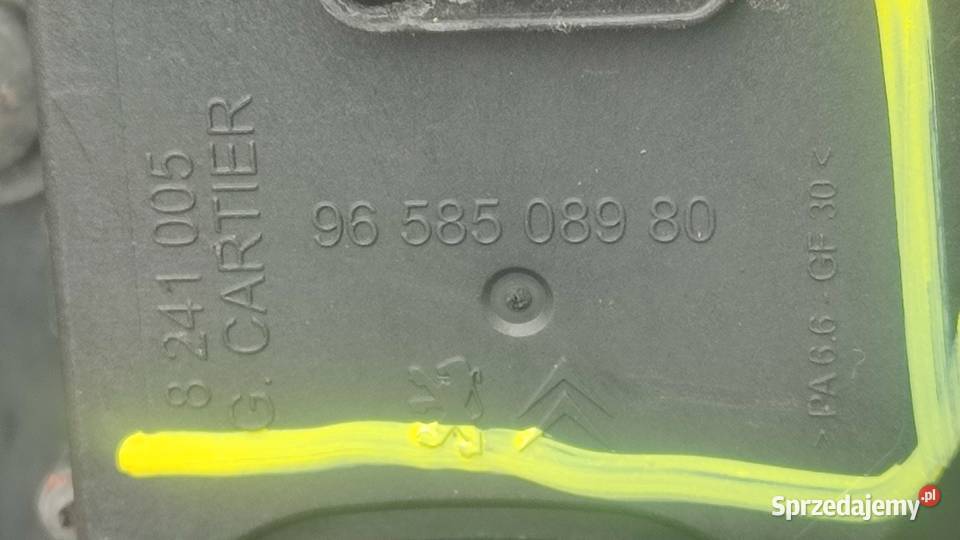 8 241 005
G. CARTIER
96 585 089 80
> PA 6.6 - GF 30 <
Sprzedajemy.pl